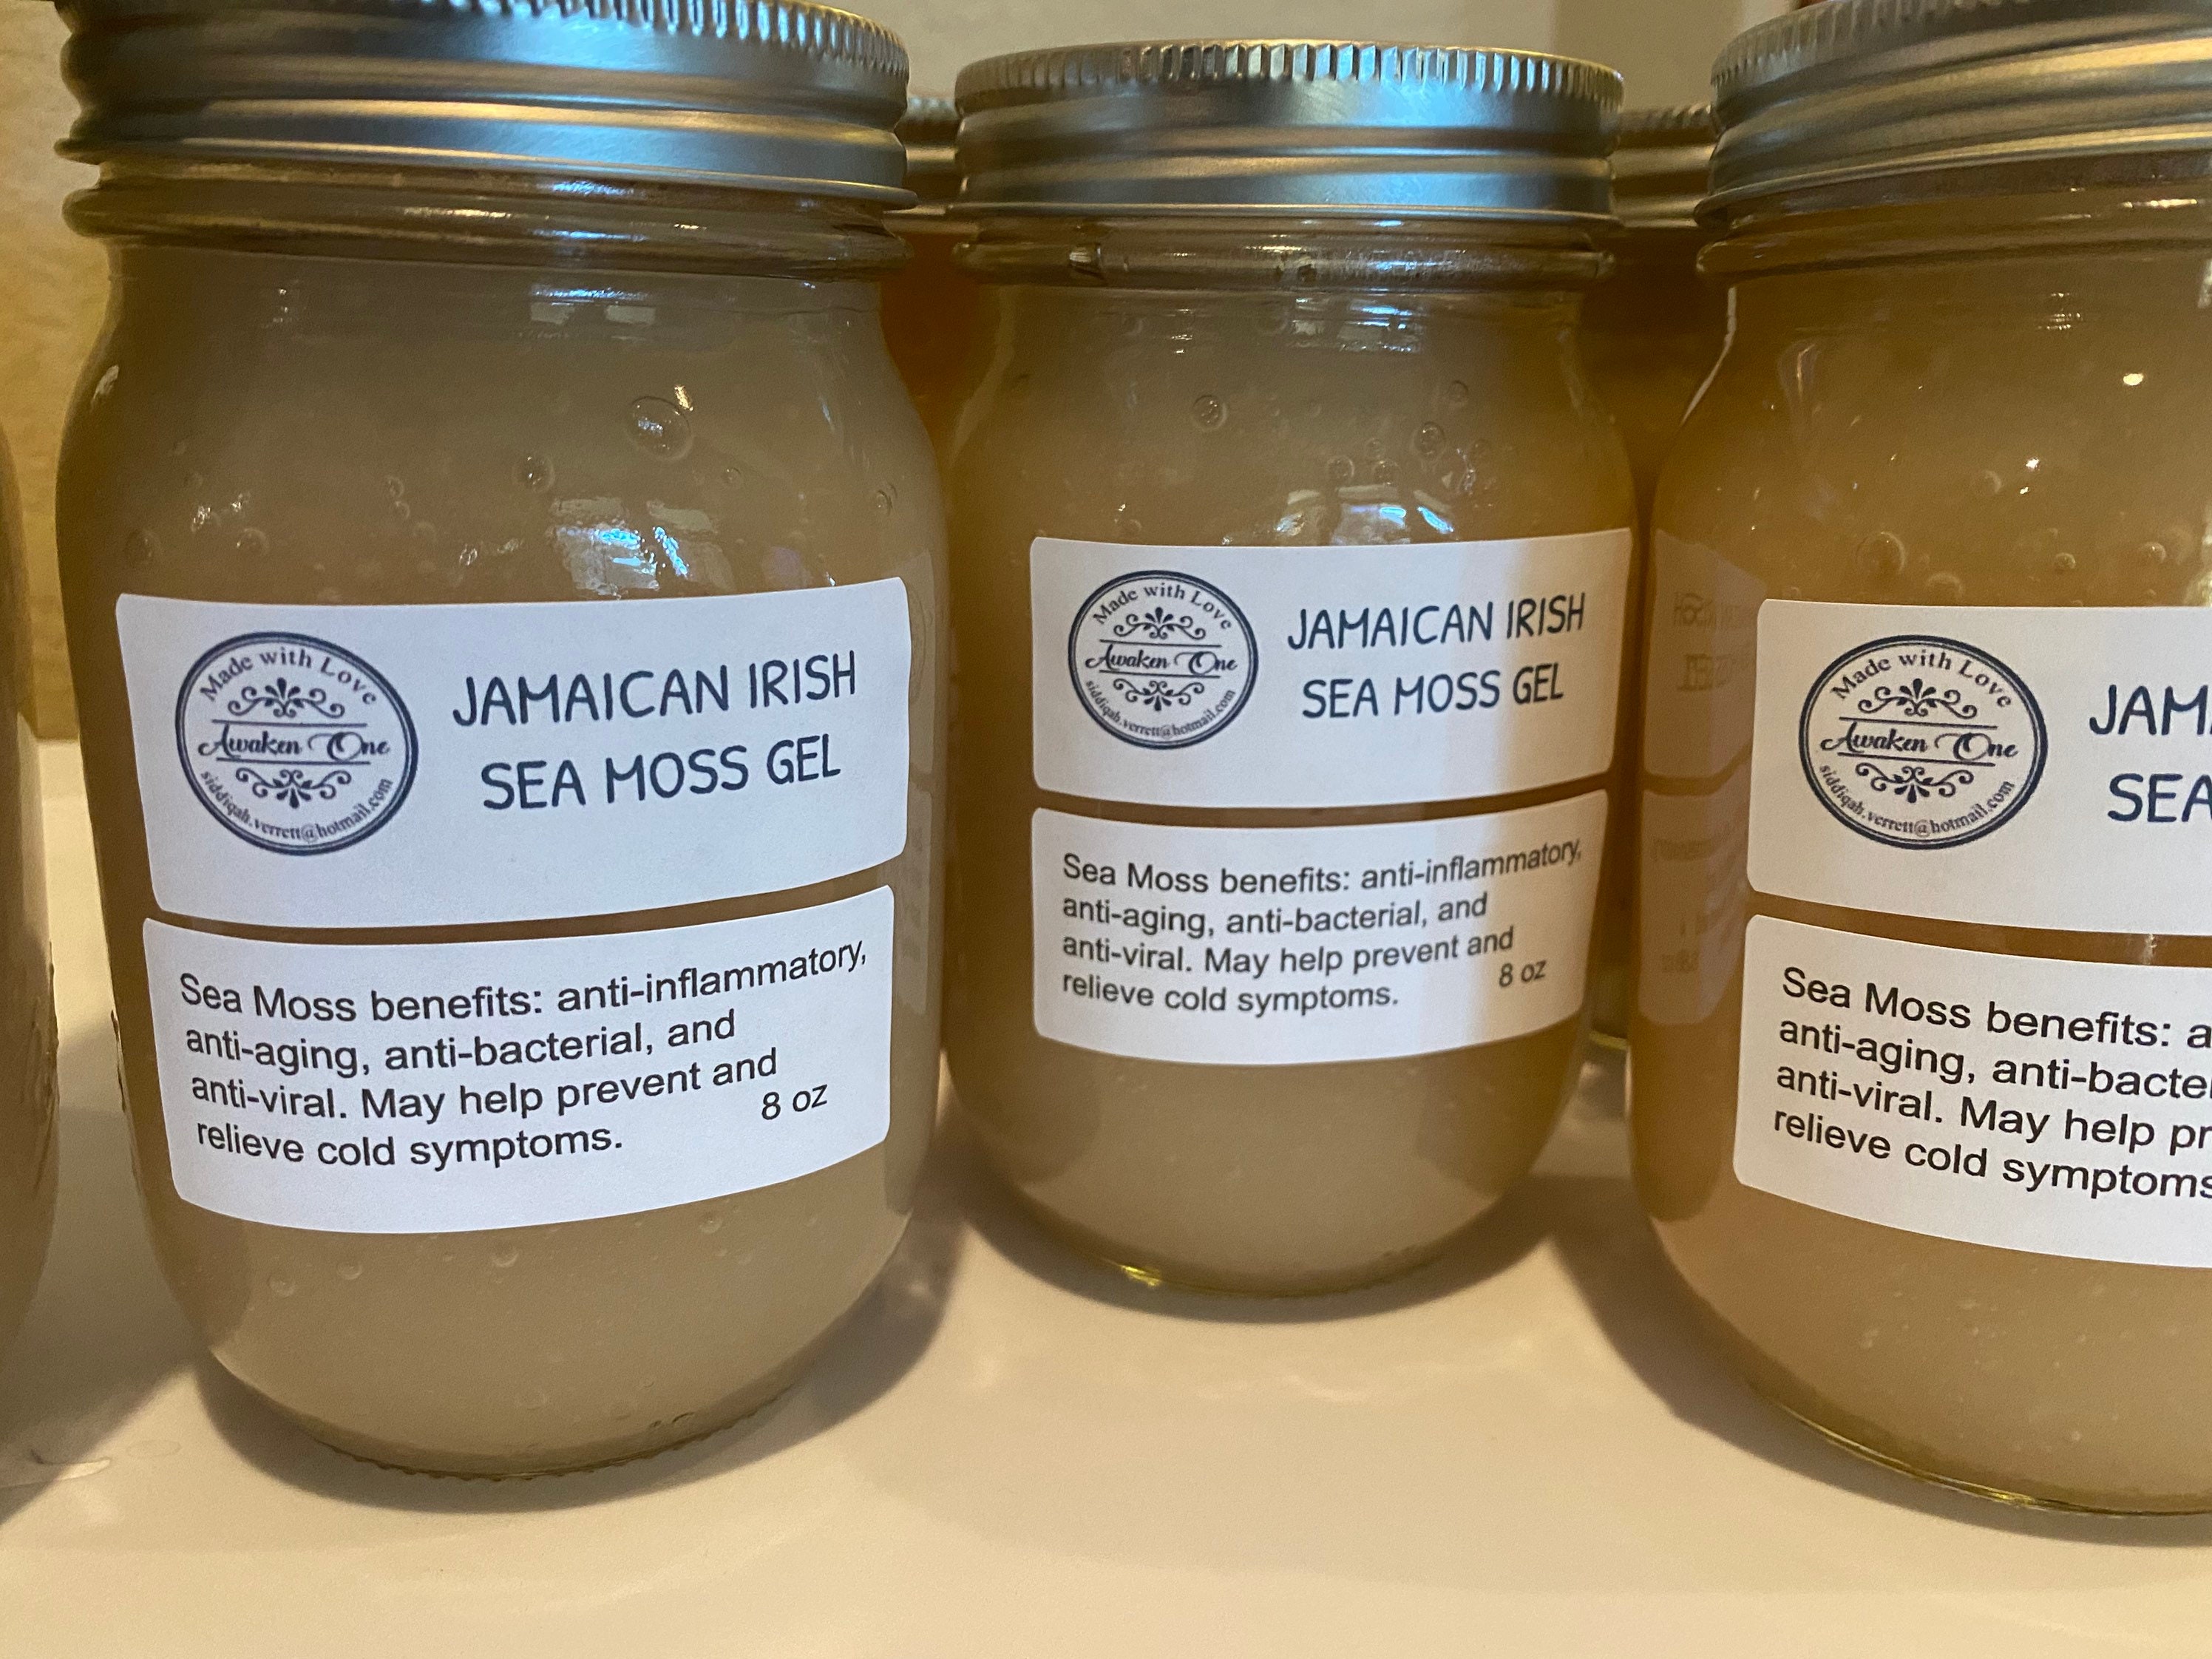 Made with Love
Awaken One
siddiqah.verrett@hotmail.com
JAMAICAN IRISH
SEA MOSS GEL
Sea Moss benefits: anti-inflammatory,
anti-aging, anti-bacterial, and
anti-viral. May help prevent and
relieve cold symptoms.
8 oz
Made with Love
Awaken One
siddiqah.verrett@hotmail.com
JAMAICAN IRISH
SEA MOSS GEL
Sea Moss benefits: anti-inflammatory,
anti-aging, anti-bacterial, and
anti-viral. May help prevent and
relieve cold symptoms.
8 oz
Made with Love
Awaken One
siddiqah.verrett@hotmail.com
JAM
SEA
Sea Moss benefits: a
anti-aging, anti-bacte
anti-viral. May help pr
relieve cold symptoms